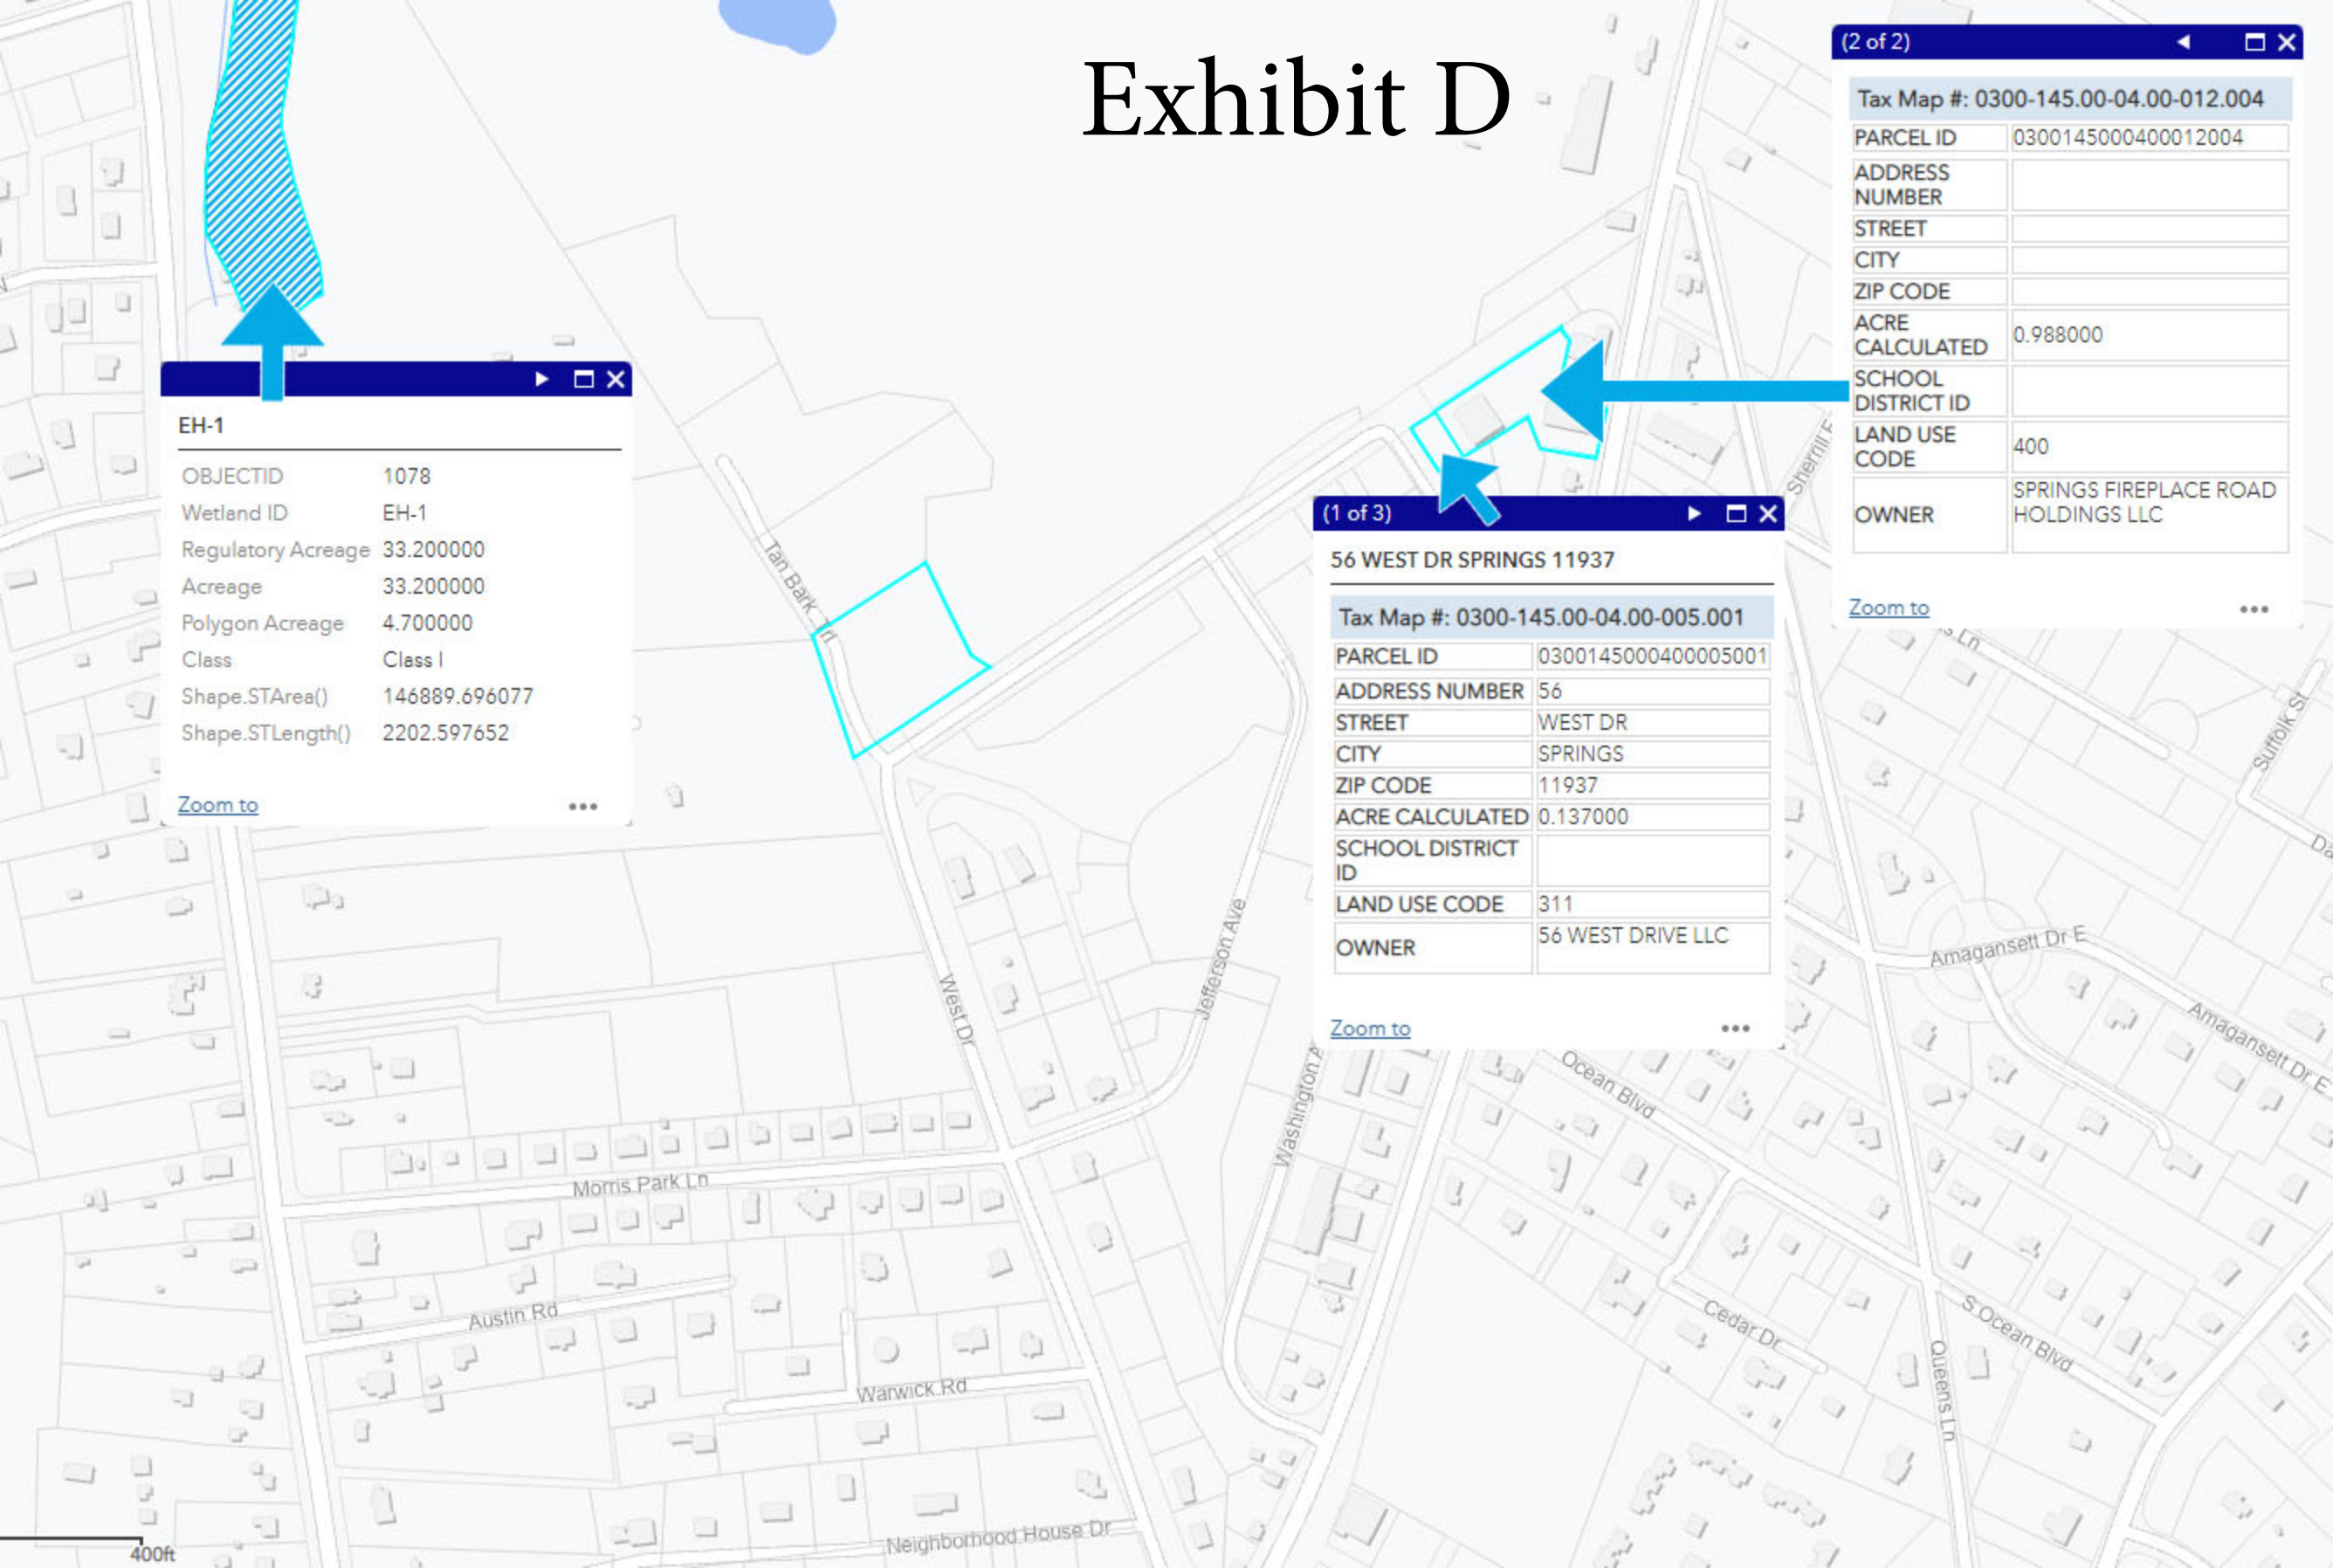 Exhibit D
(2 of 2)
Tax Map #: 0300-145.00-04.00-012.004
PARCEL ID 0300145000400012004
ADDRESS NUMBER
STREET
CITY
ZIP CODE
ACRE CALCULATED 0.988000
SCHOOL DISTRICT ID
LAND USE CODE 400
OWNER SPRINGS FIREPLACE ROAD HOLDINGS LLC
Zoom to
EH-1
OBJECTID 1078
Wetland ID EH-1
Regulatory Acreage 33.200000
Acreage 33.200000
Polygon Acreage 4.700000
Class Class I
Shape.STArea() 146889.696077
Shape.STLength() 2202.597652
Zoom to
(1 of 3)
56 WEST DR SPRINGS 11937
Tax Map #: 0300-145.00-04.00-005.001
PARCEL ID 0300145000400005001
ADDRESS NUMBER 56
STREET WEST DR
CITY SPRINGS
ZIP CODE 11937
ACRE CALCULATED 0.137000
SCHOOL DISTRICT ID
LAND USE CODE 311
OWNER 56 WEST DRIVE LLC
Zoom to
Tan Bark Trl
Sherrill
Ln
Suffolk St
Jefferson Ave
West Dr
Amagansett Dr E
Amagansett Dr E
Washington A
Ocean Blvd
Morris Park Ln
Austin Rd
Warwick Rd
Cedar Dr
S Ocean Blvd
Queens Ln
Neighborhood House Dr
400ft